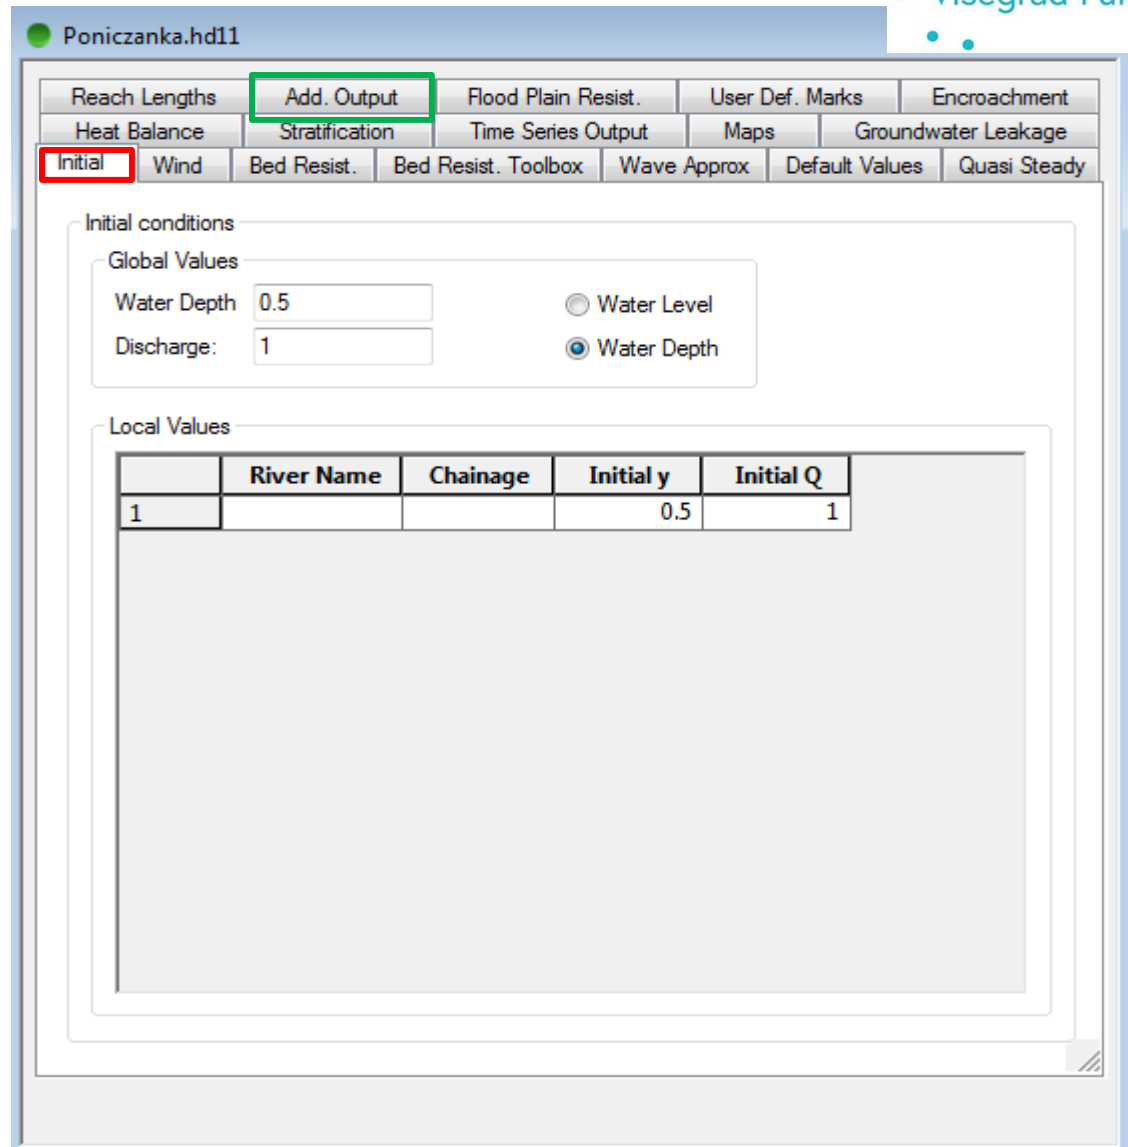 Poniczanka.hd11
Reach Lengths Add. Output Flood Plain Resist. User Def. Marks Encroachment
Heat Balance Stratification Time Series Output Maps Groundwater Leakage
Initial Wind Bed Resist. Bed Resist. Toolbox Wave Approx Default Values Quasi Steady
Initial conditions
Global Values
Water Depth 0.5 Water Level
Discharge: 1 Water Depth
Local Values
River Name Chainage Initial y Initial Q
1 0.5 1